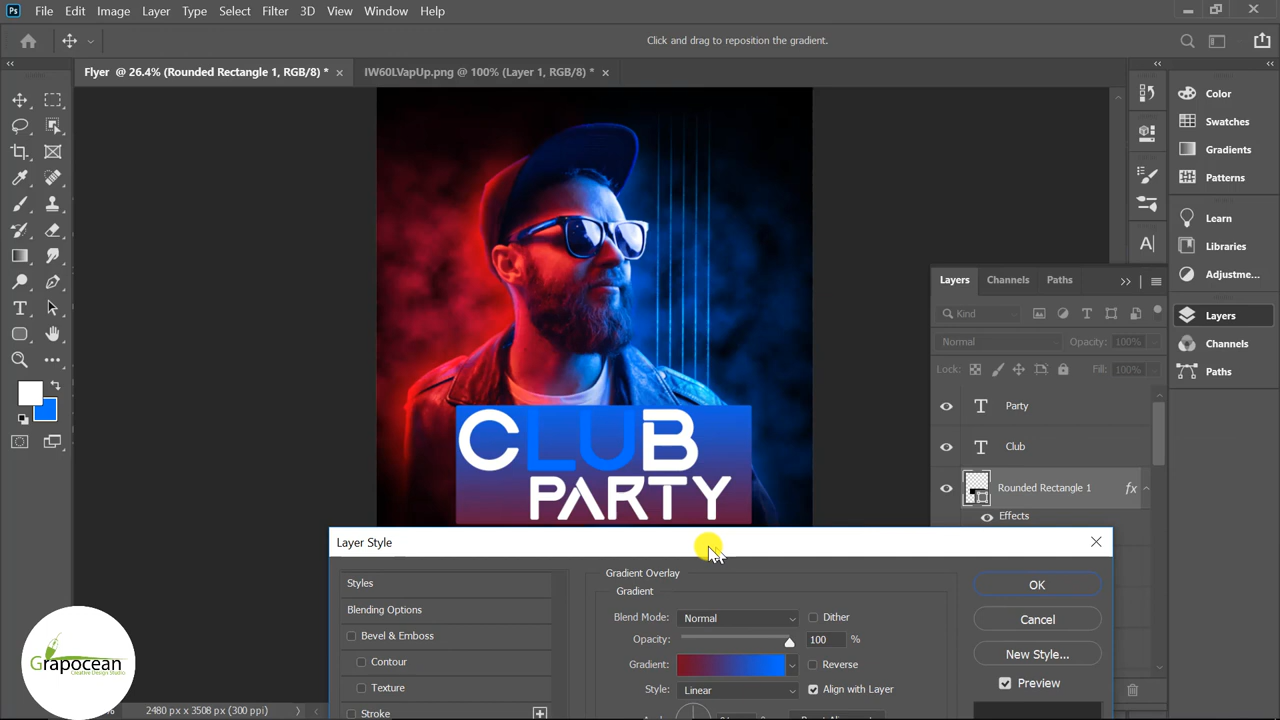 Ps File Edit Image Layer Type Select Filter 3D View Window Help
Click and drag to reposition the gradient.
Flyer @ 26.4% (Rounded Rectangle 1, RGB/8) * × IW60LVapUp.png @ 100% (Layer 1, RGB/8) * ×
Color
Swatches
Gradients
Patterns
Learn
Libraries
Adjustme...
Layers
Channels
Paths
Layers Channels Paths
Kind
Normal Opacity: 100%
Lock: Fill: 100%
Party
Club
Rounded Rectangle 1 fx
Effects
CLUB
PARTY
Layer Style
Styles
Blending Options
Bevel & Emboss
Contour
Texture
Stroke
Gradient Overlay
Gradient
Blend Mode: Normal Dither
Opacity: 100 %
Gradient: Reverse
Style: Linear Align with Layer
OK
Cancel
New Style...
Preview
Grapocean
Creative Design Studio
2480 px x 3508 px (300 ppi)